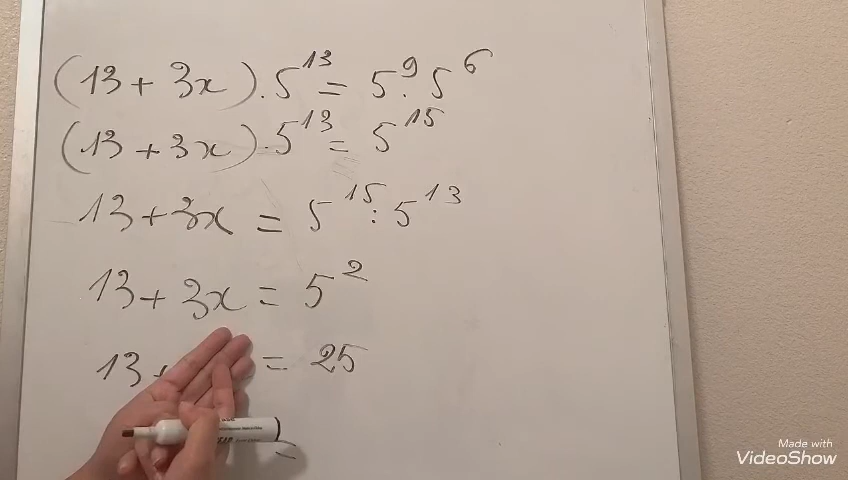 (13 + 3x) . 5^13 = 5^9 . 5^6
(13 + 3x) . 5^13 = 5^15
13 + 3x = 5^15 : 5^13
13 + 3x = 5^2
13 + = 25
=
Made with
VideoShow